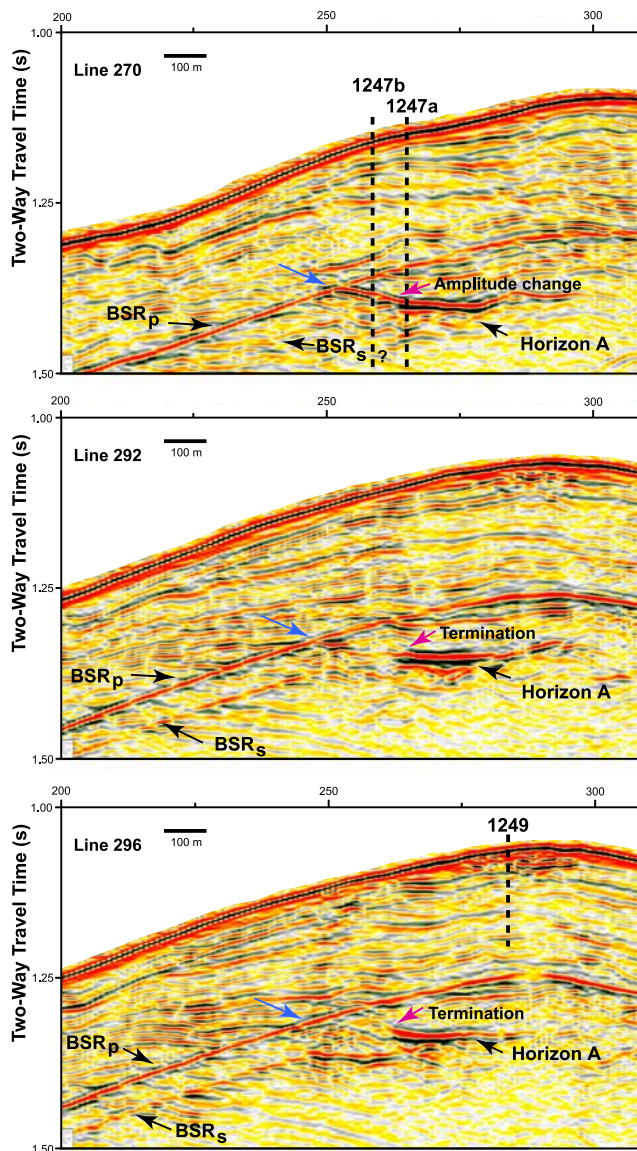 200 250 300
1.00
Line 270
100 m
1247b
1247a
Two-Way Travel Time (s)
1.25
Amplitude change
BSRp
BSRs ?
Horizon A
1.50
200 250 300
1.00
Line 292
100 m
Two-Way Travel Time (s)
1.25
Termination
BSRp
Horizon A
BSRs
1.50
200 250 300
1.00
Line 296
100 m
1249
Two-Way Travel Time (s)
1.25
Termination
BSRp
Horizon A
BSRs
1.50